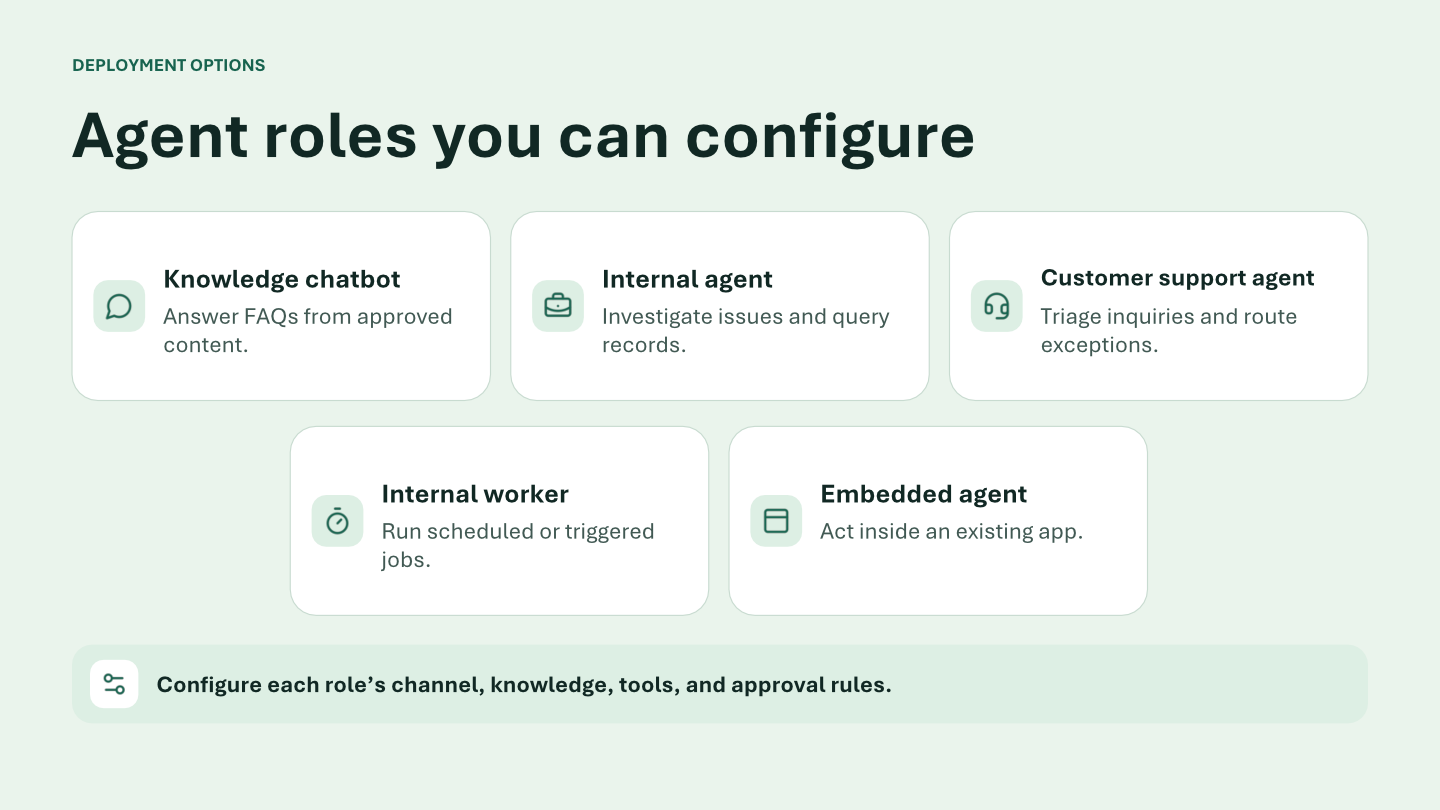 DEPLOYMENT OPTIONS
Agent roles you can configure
Knowledge chatbot
Answer FAQs from approved
content.
Internal agent
Investigate issues and query
records.
Customer support agent
Triage inquiries and route
exceptions.
Internal worker
Run scheduled or triggered
jobs.
Embedded agent
Act inside an existing app.
Configure each role’s channel, knowledge, tools, and approval rules.